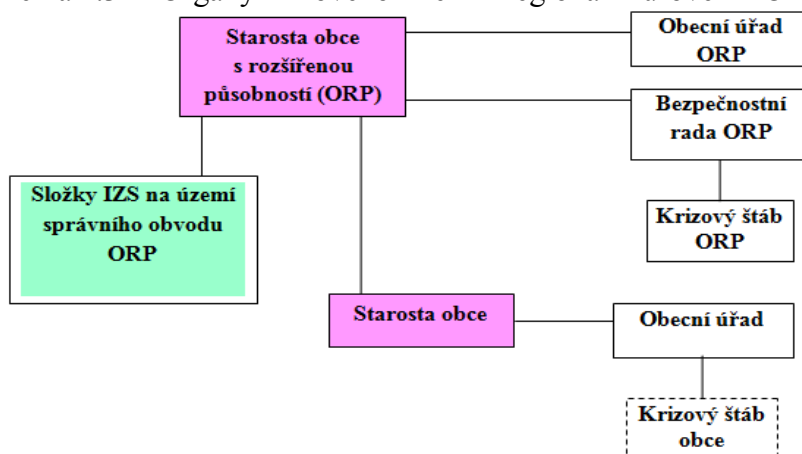 Starosta obce
s rozšířenou
působností (ORP)
Obecní úřad
ORP
Bezpečnostní
rada ORP
Složky IZS na území
správního obvodu
ORP
Krizový štáb
ORP
Starosta obce
Obecní úřad
Krizový štáb
obce